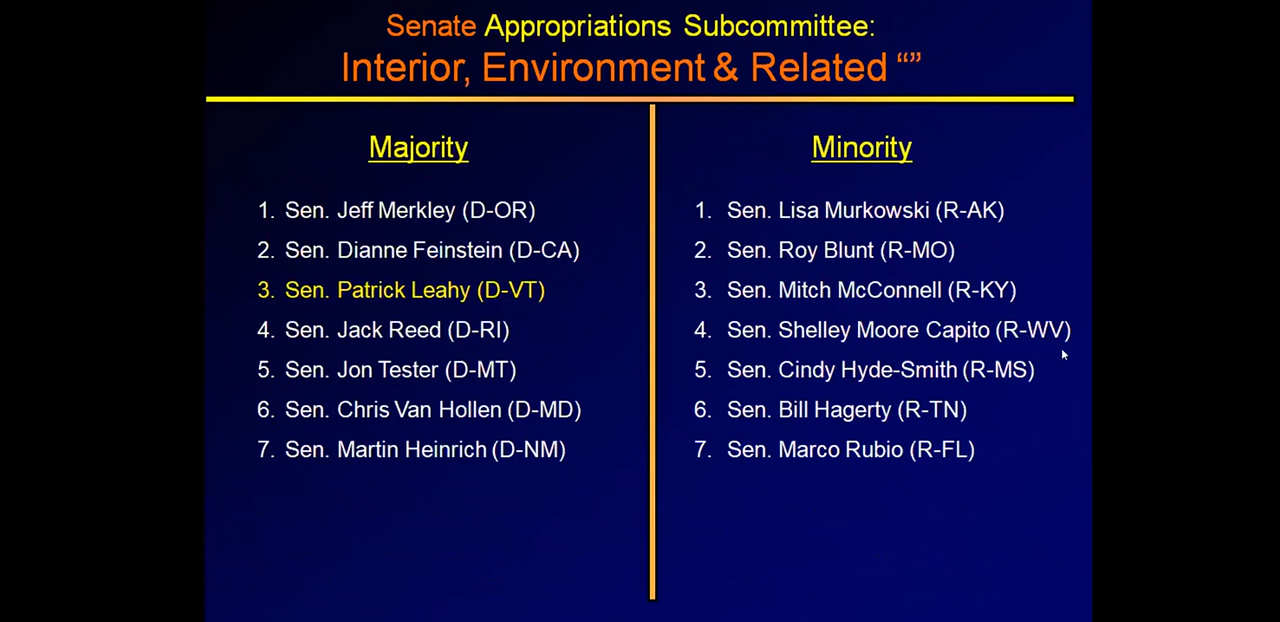 Senate Appropriations Subcommittee:
Interior, Environment & Related “”
Majority
1. Sen. Jeff Merkley (D-OR)
2. Sen. Dianne Feinstein (D-CA)
3. Sen. Patrick Leahy (D-VT)
4. Sen. Jack Reed (D-RI)
5. Sen. Jon Tester (D-MT)
6. Sen. Chris Van Hollen (D-MD)
7. Sen. Martin Heinrich (D-NM)
Minority
1. Sen. Lisa Murkowski (R-AK)
2. Sen. Roy Blunt (R-MO)
3. Sen. Mitch McConnell (R-KY)
4. Sen. Shelley Moore Capito (R-WV)
5. Sen. Cindy Hyde-Smith (R-MS)
6. Sen. Bill Hagerty (R-TN)
7. Sen. Marco Rubio (R-FL)